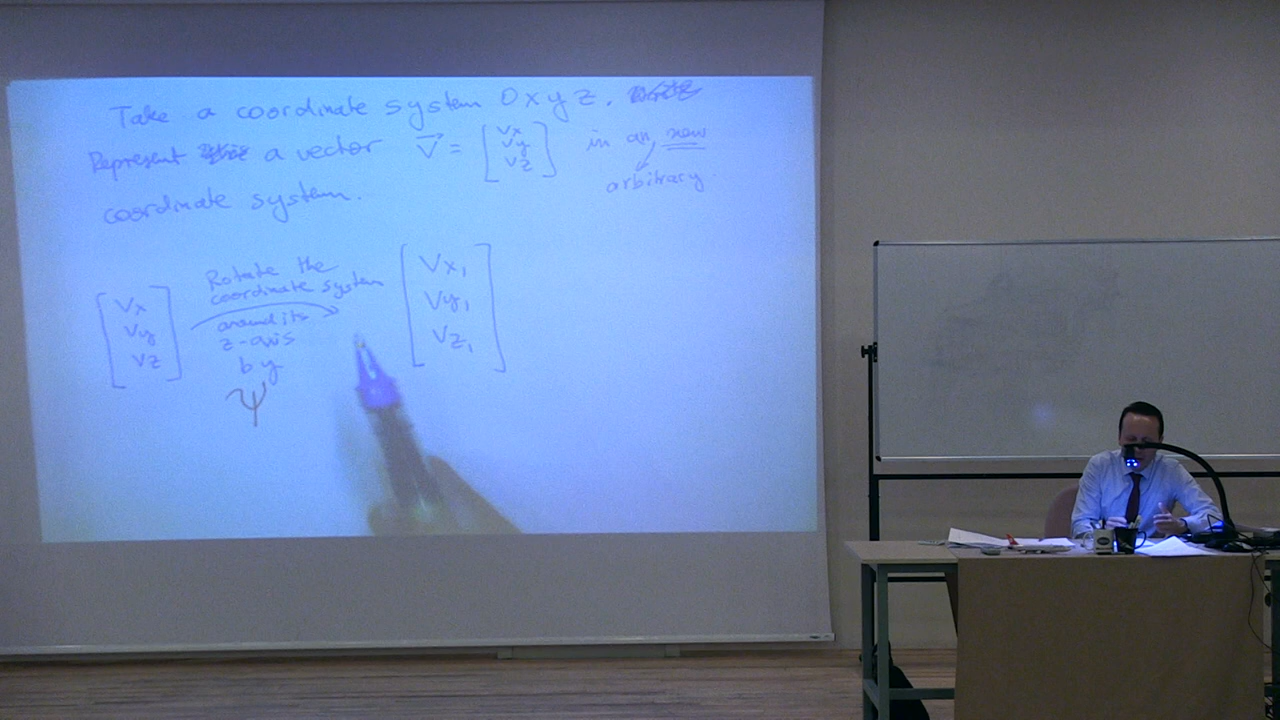 Take a coordinate system Oxyz.
Represent a vector V⃗ = [Vx Vy Vz] in an new
arbitrary
coordinate system.
[Vx Vy Vz]
Rotate the
coordinate system
around its
z-axis
by
Ψ
[Vx₁ Vy₁ Vz₁]